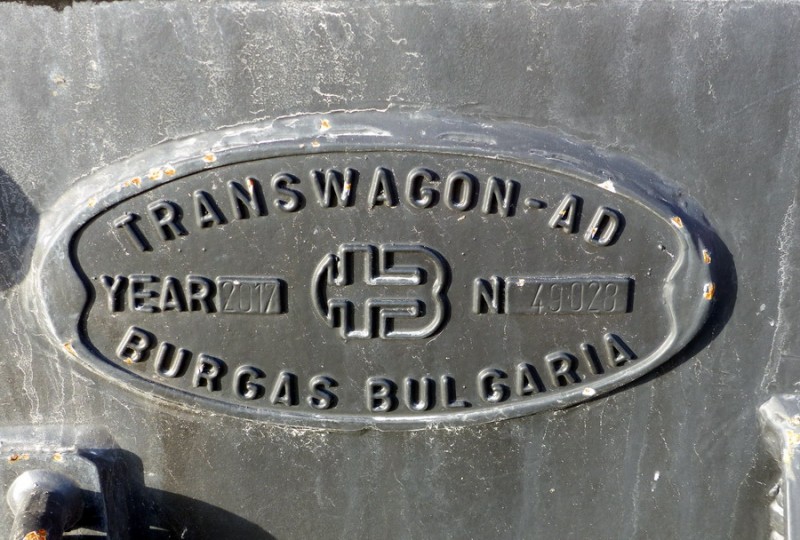 TRANSWAGON-AD
YEAR 2017 N 49028
BURGAS BULGARIA